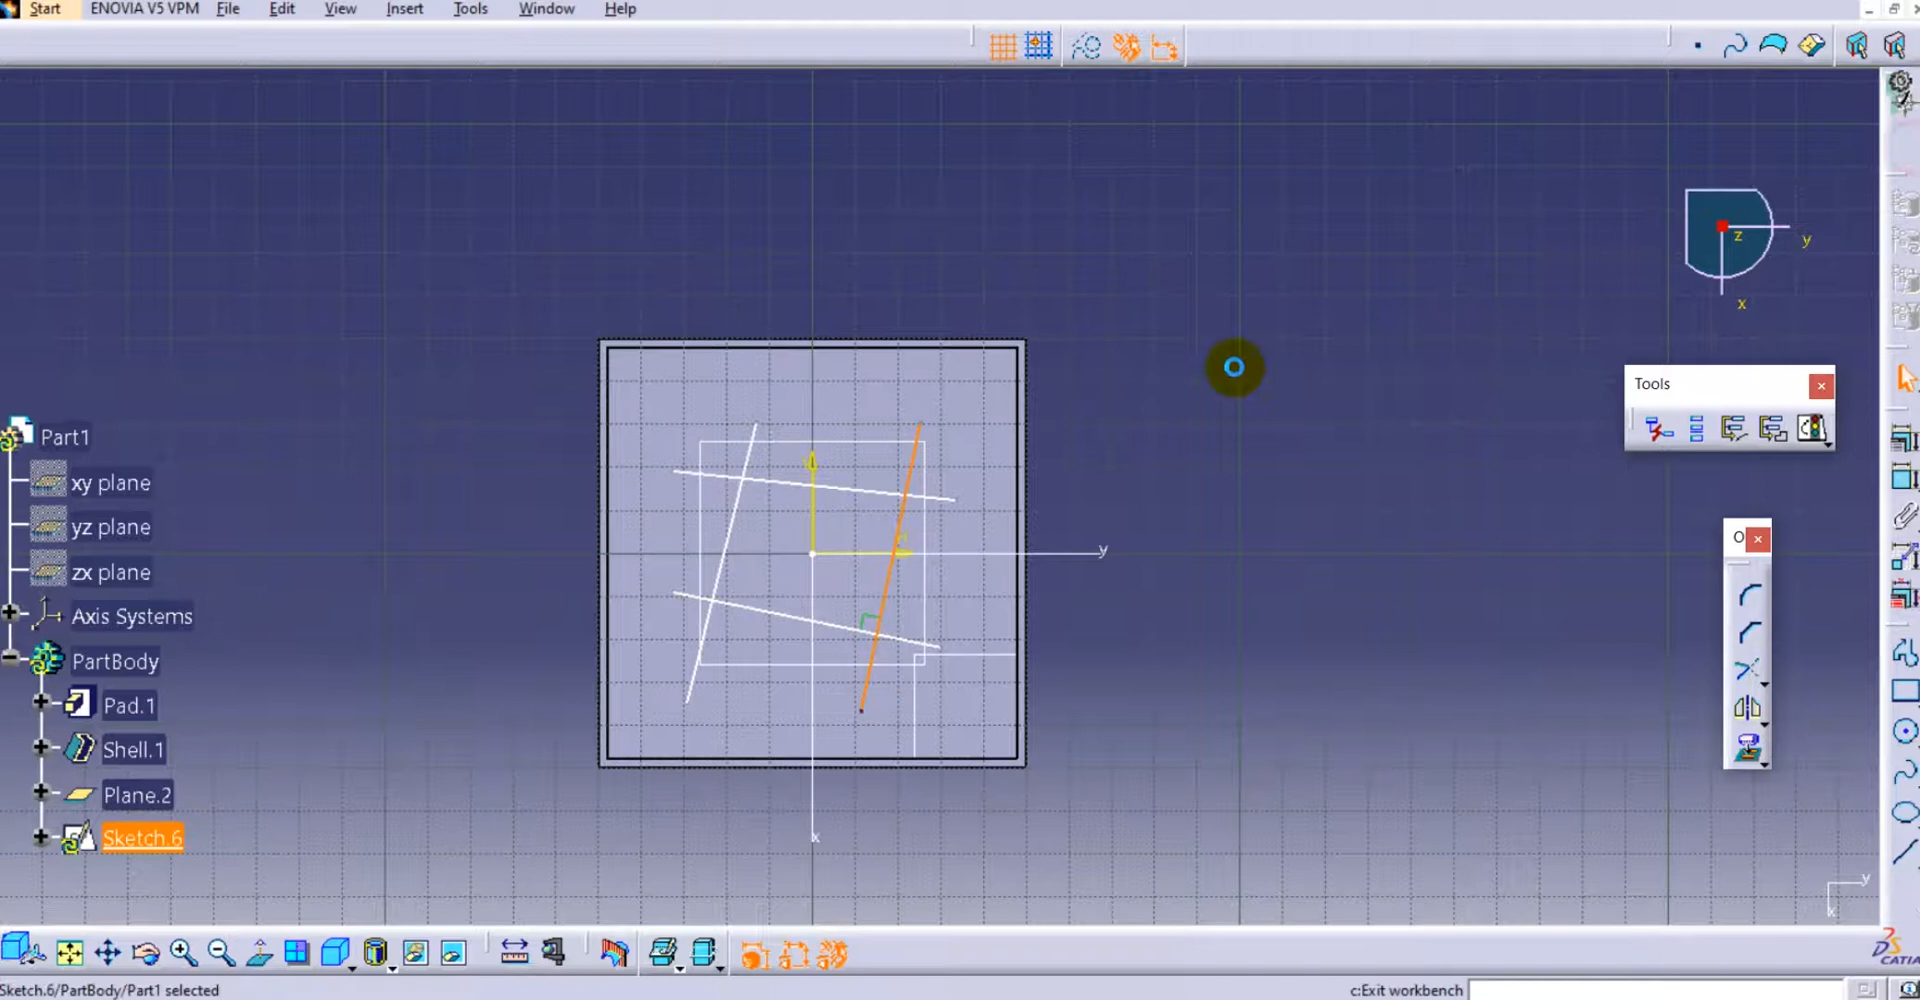 Start ENOVIA V5 VPM File Edit View Insert Tools Window Help
z
y
x
Tools
O
Part1
xy plane
yz plane
zx plane
Axis Systems
PartBody
Pad.1
Shell.1
Plane.2
Sketch.6
y
x
y
x
CATIA
Sketch.6/PartBody/Part1 selected
c:Exit workbench